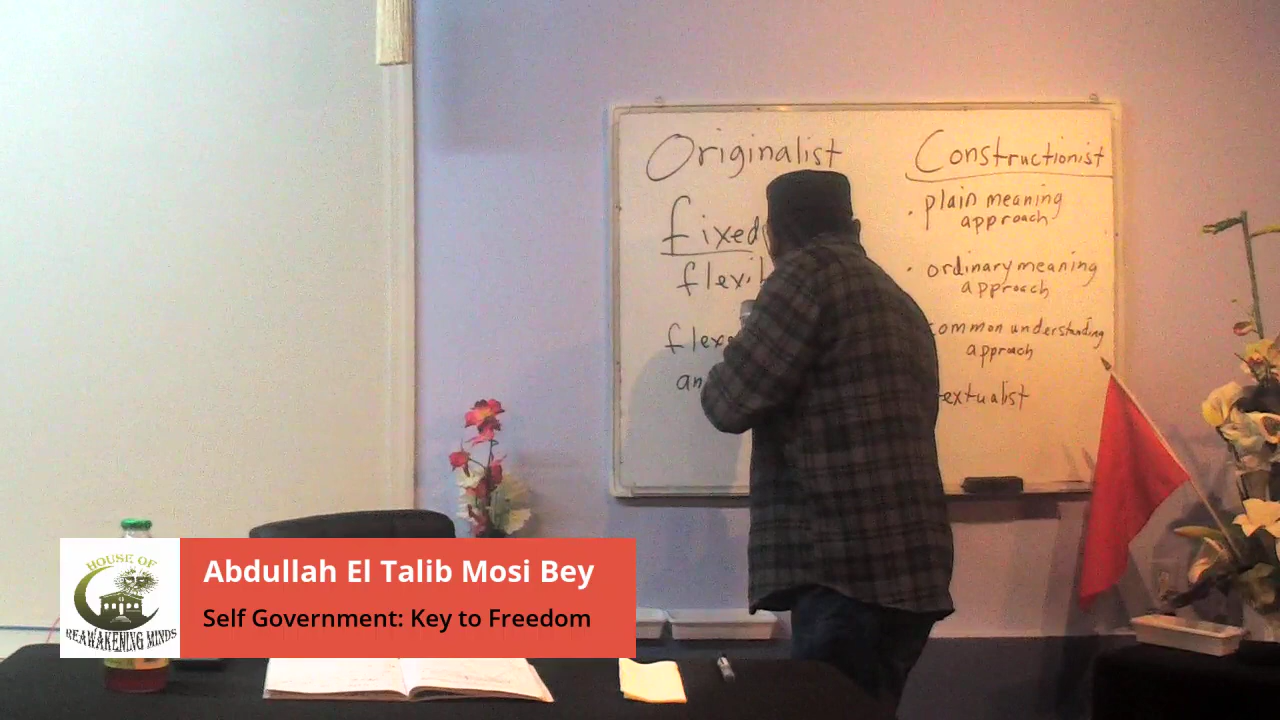 Originalist
fixed
Constructionist
• plain meaning
approach
• ordinary meaning
approach
common understanding
approach
HOUSE OF
REAWAKENING MINDS
Abdullah El Talib Mosi Bey
Self Government: Key to Freedom